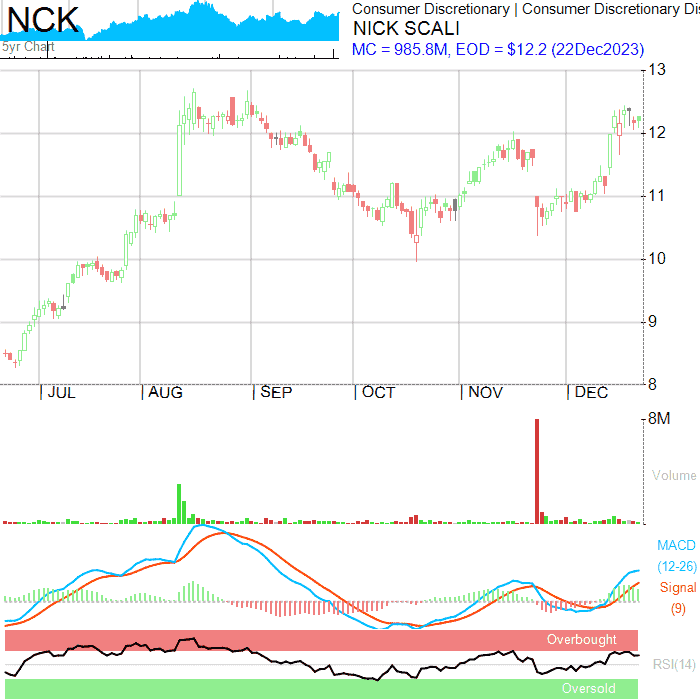 NCK
5yr Chart
Consumer Discretionary | Consumer Discretionary Dis
NICK SCALI
MC = 985.8M, EOD = $12.2 (22Dec2023)
13
12
11
10
9
8
JUL
AUG
SEP
OCT
NOV
DEC
8M
Volume
MACD
(12-26)
Signal
(9)
Overbought
RSI(14)
Oversold